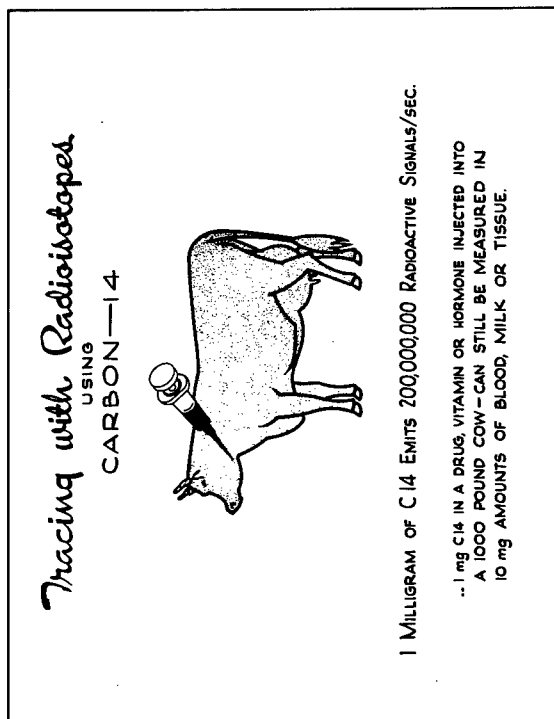 Tracing with Radioisotopes
USING
CARBON—14
1 MILLIGRAM OF C14 EMITS 200,000,000 RADIOACTIVE SIGNALS/SEC.
..1 mg C14 IN A DRUG, VITAMIN OR HORMONE INJECTED INTO
A 1000 POUND COW—CAN STILL BE MEASURED IN
10 mg AMOUNTS OF BLOOD, MILK OR TISSUE.